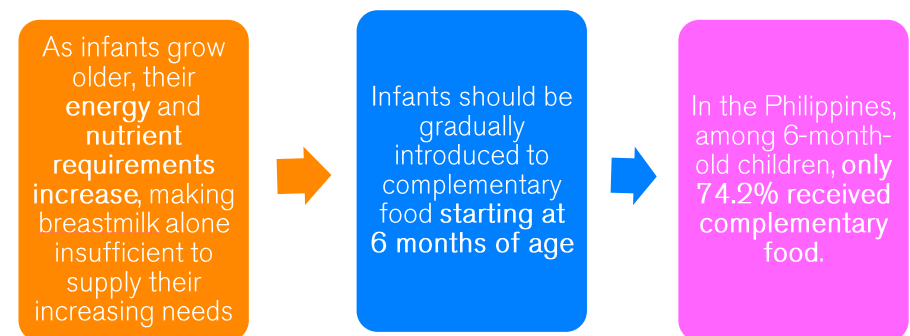 As infants grow
older, their
energy and
nutrient
requirements
increase, making
breastmilk alone
insufficient to
supply their
increasing needs
Infants should be
gradually
introduced to
complementary
food starting at
6 months of age
In the Philippines,
among 6-month-
old children, only
74.2% received
complementary
food.